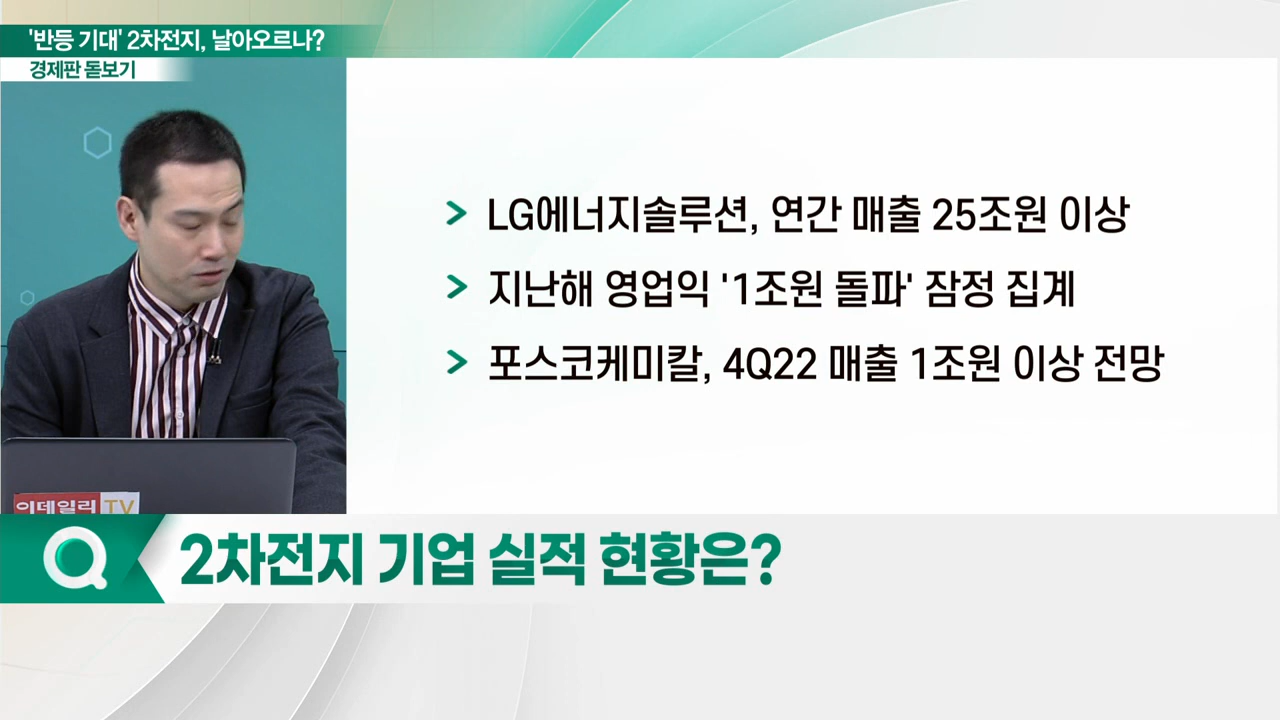 '반등 기대' 2차전지, 날아오르나?
경제판 돋보기
> LG에너지솔루션, 연간 매출 25조원 이상
> 지난해 영업익 '1조원 돌파' 잠정 집계
> 포스코케미칼, 4Q22 매출 1조원 이상 전망
이데일리 TV
Q 2차전지 기업 실적 현황은?